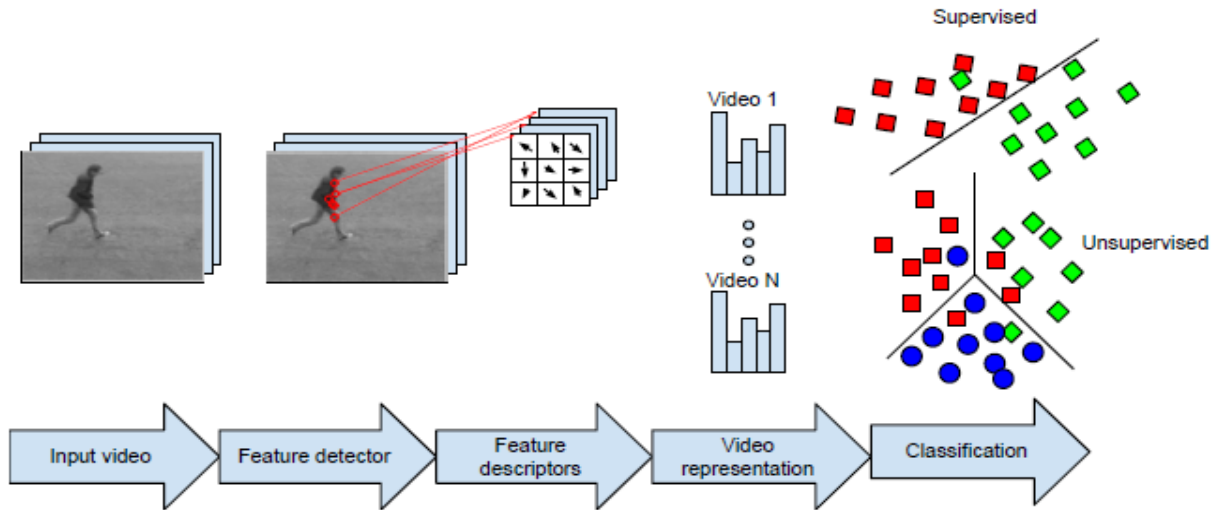 Supervised
Video 1
Unsupervised
Video N
Input video
Feature detector
Feature
descriptors
Video
representation
Classification